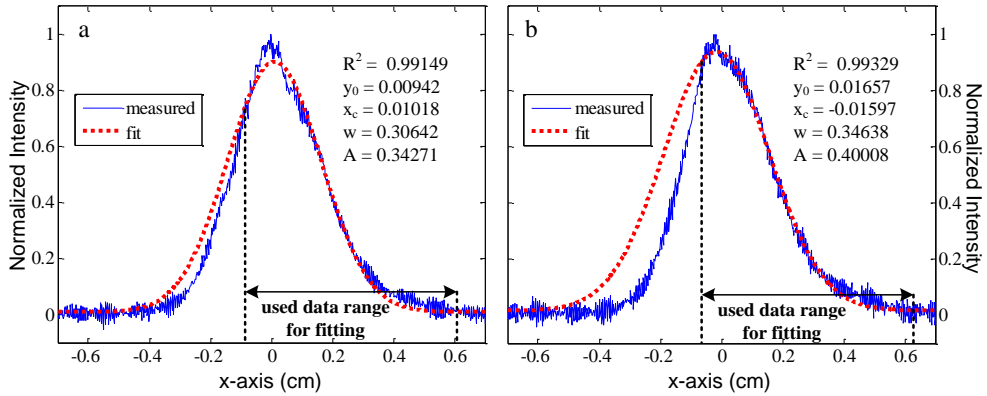 a
R² = 0.99149
y₀ = 0.00942
x_c = 0.01018
w = 0.30642
A = 0.34271
measured
fit
used data range
for fitting
Normalized Intensity
1
0.8
0.6
0.4
0.2
0
-0.6
-0.4
-0.2
0
0.2
0.4
0.6
x-axis (cm)
b
R² = 0.99329
y₀ = 0.01657
x_c = -0.01597
w = 0.34638
A = 0.40008
measured
fit
used data range
for fitting
-0.6
-0.4
-0.2
0
0.2
0.4
0.6
x-axis (cm)
1
0.8
0.6
0.4
0.2
0
Normalized Intensity